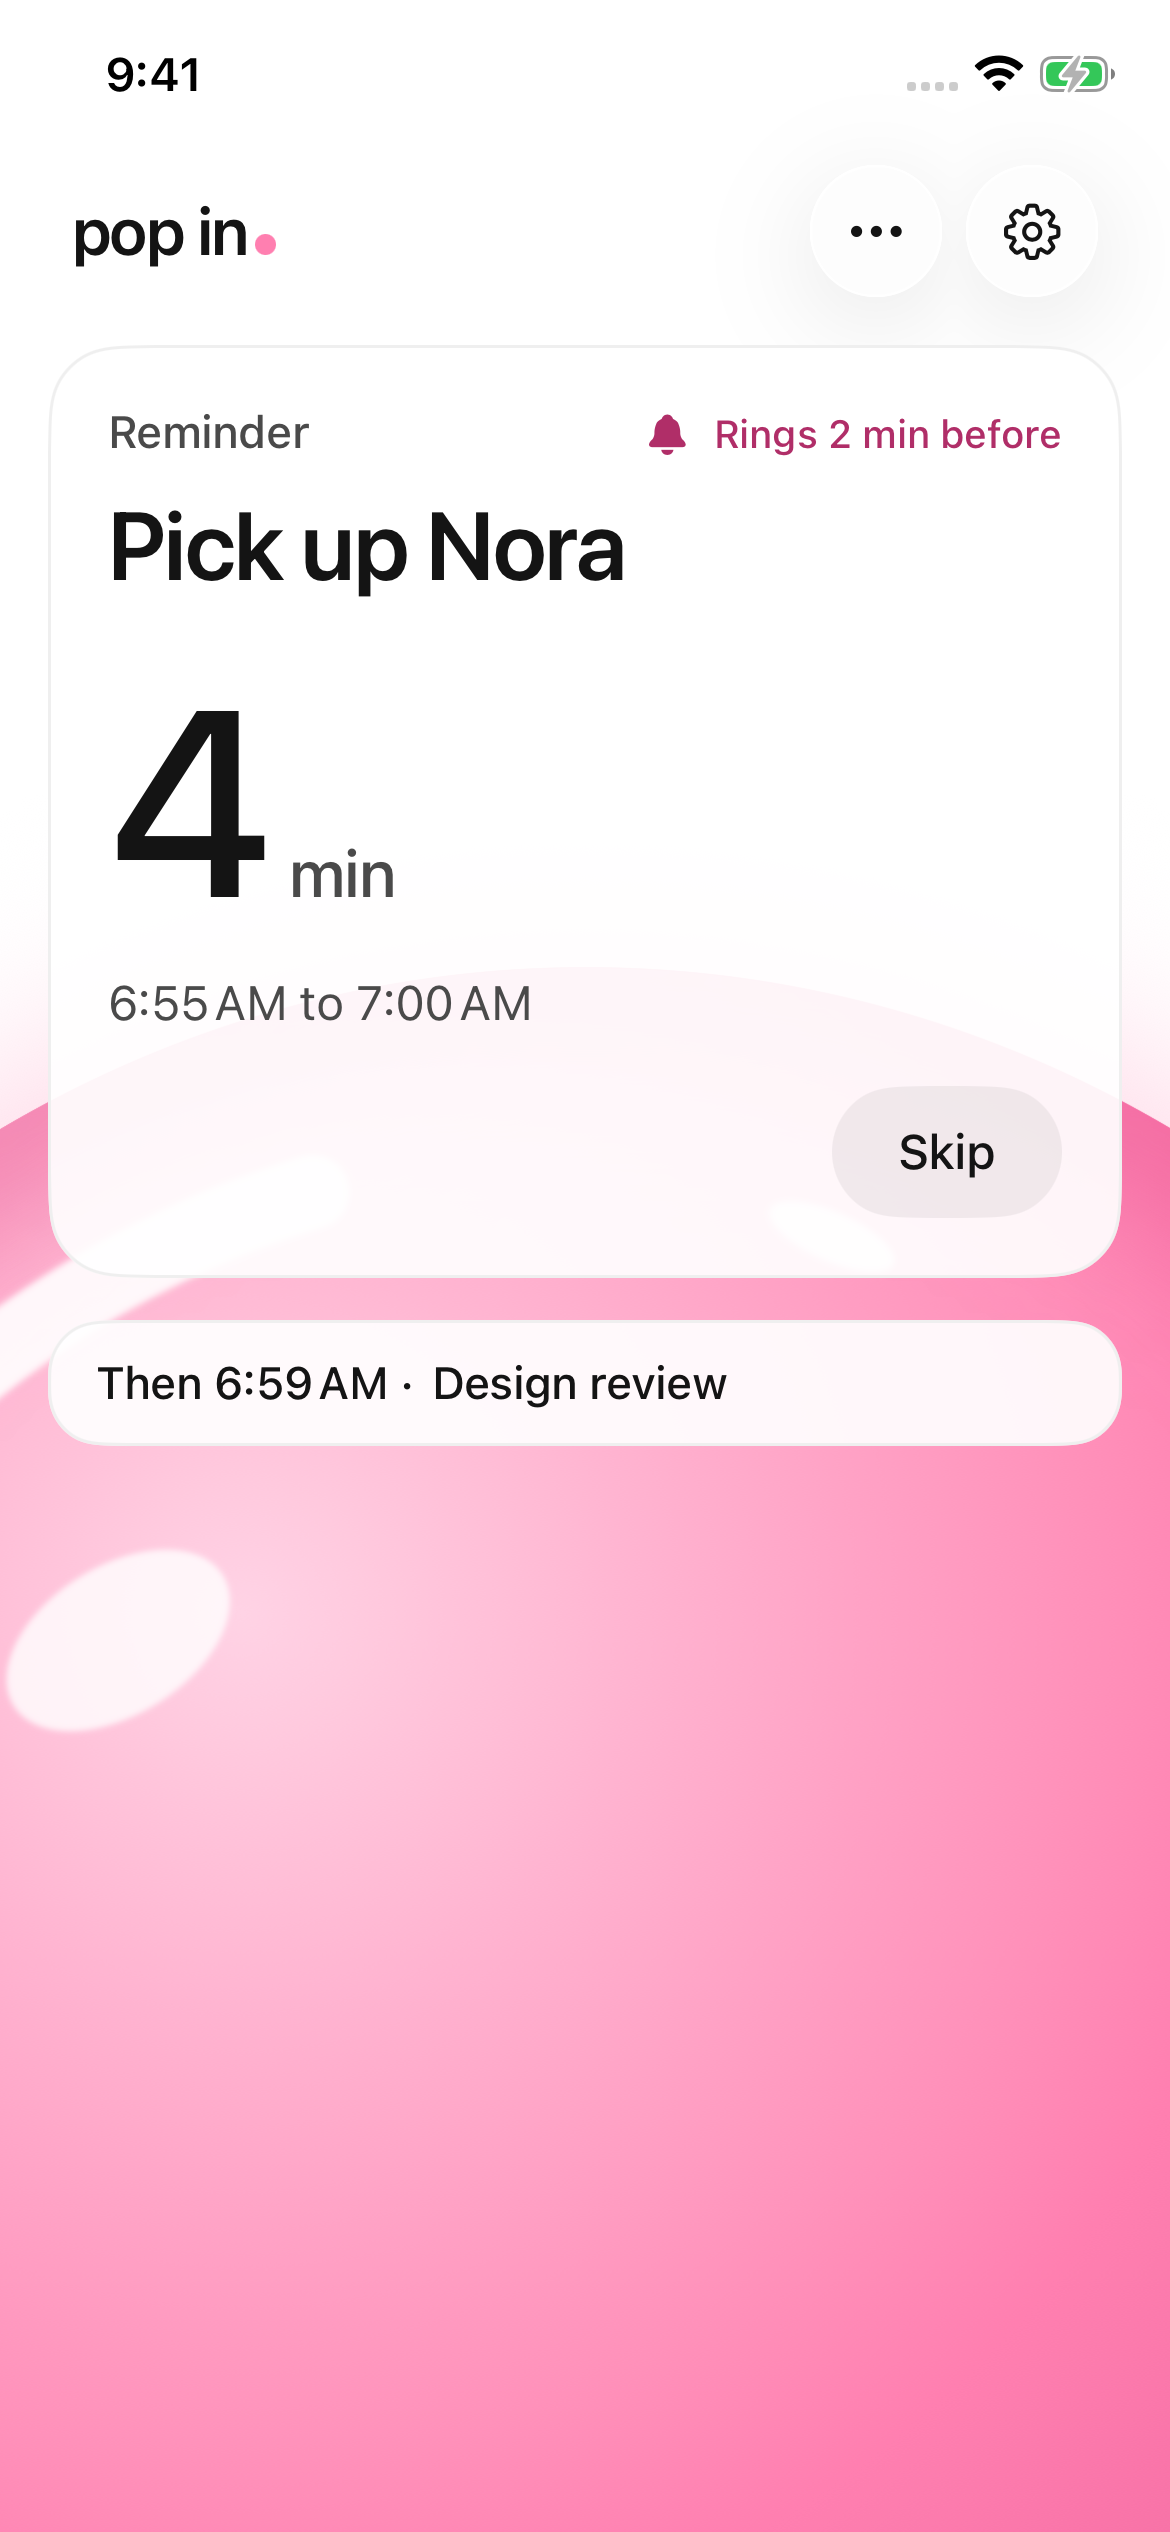 9:41
pop in.
Reminder
Rings 2 min before
Pick up Nora
4 min
6:55 AM to 7:00 AM
Skip
Then 6:59 AM · Design review